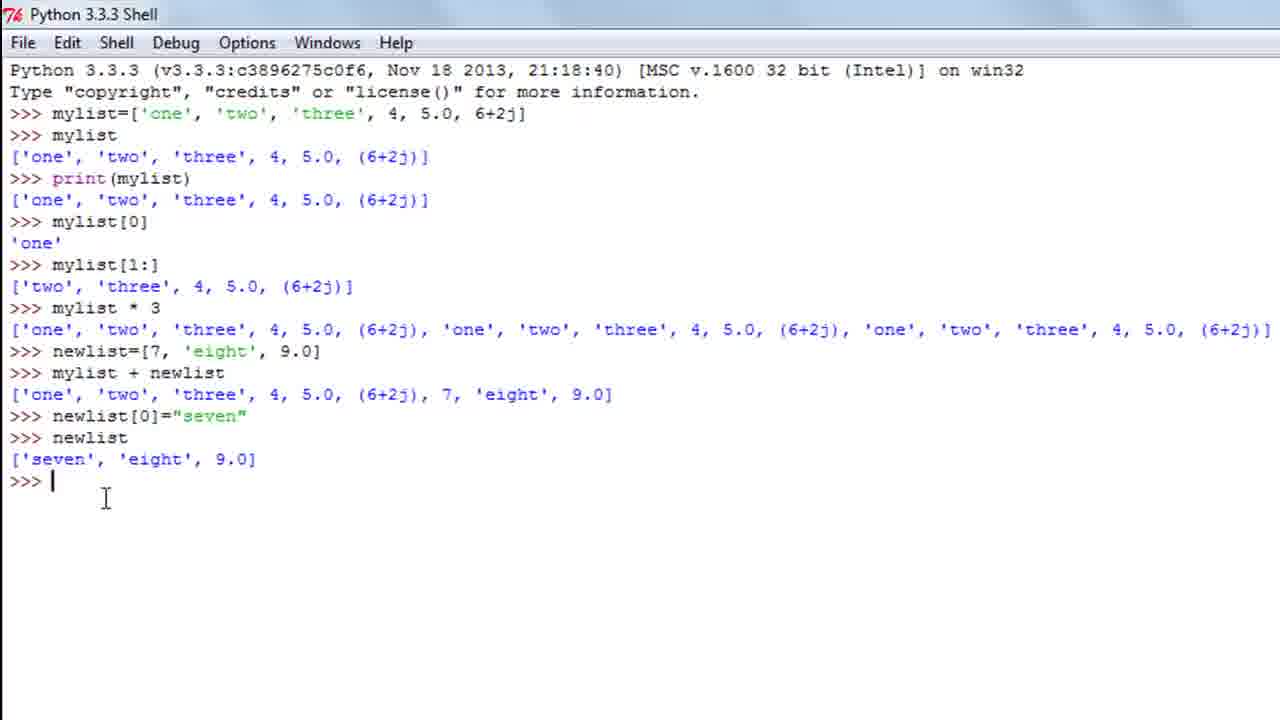 Python 3.3.3 Shell
File Edit Shell Debug Options Windows Help
Python 3.3.3 (v3.3.3:c3896275c0f6, Nov 18 2013, 21:18:40) [MSC v.1600 32 bit (Intel)] on win32
Type "copyright", "credits" or "license()" for more information.
>>> mylist=['one', 'two', 'three', 4, 5.0, 6+2j]
>>> mylist
['one', 'two', 'three', 4, 5.0, (6+2j)]
>>> print(mylist)
['one', 'two', 'three', 4, 5.0, (6+2j)]
>>> mylist[0]
'one'
>>> mylist[1:]
['two', 'three', 4, 5.0, (6+2j)]
>>> mylist * 3
['one', 'two', 'three', 4, 5.0, (6+2j), 'one', 'two', 'three', 4, 5.0, (6+2j), 'one', 'two', 'three', 4, 5.0, (6+2j)]
>>> newlist=[7, 'eight', 9.0]
>>> mylist + newlist
['one', 'two', 'three', 4, 5.0, (6+2j), 7, 'eight', 9.0]
>>> newlist[0]="seven"
>>> newlist
['seven', 'eight', 9.0]
>>>